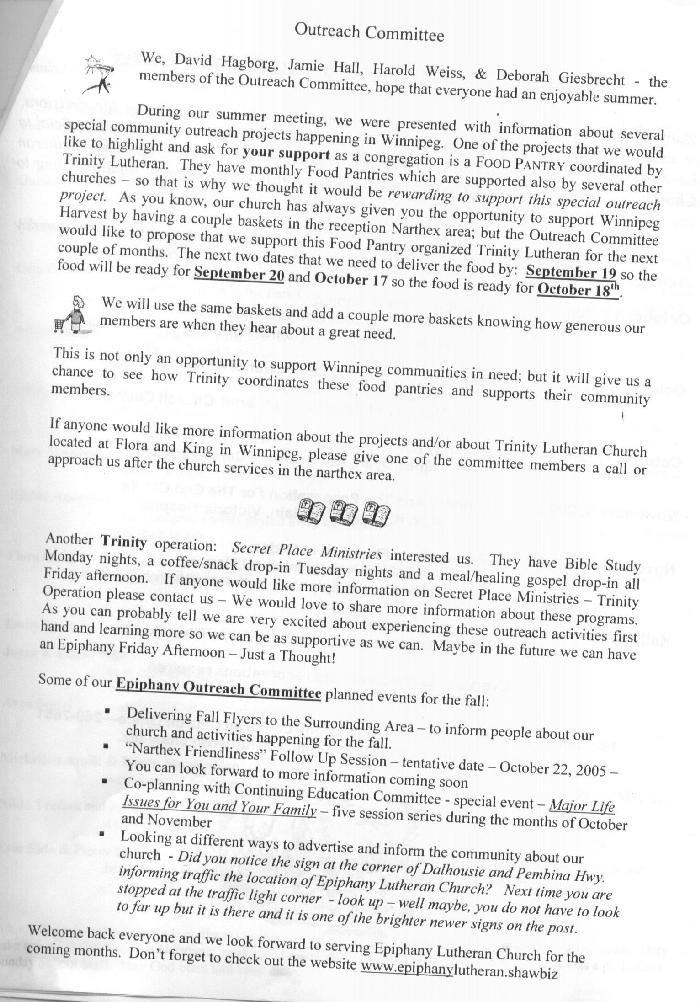 Outreach Committee
We, David Hagborg, Jamie Hall, Harold Weiss, & Deborah Giesbrecht - the
members of the Outreach Committee, hope that everyone had an enjoyable summer.
During our summer meeting, we were presented with information about several
special community outreach projects happening in Winnipeg. One of the projects that we would
like to highlight and ask for your support as a congregation is a FOOD PANTRY coordinated by
Trinity Lutheran. They have monthly Food Pantries which are supported also by several other
churches – so that is why we thought it would be rewarding to support this special outreach
project. As you know, our church has always given you the opportunity to support Winnipeg
Harvest by having a couple baskets in the reception Narthex area; but the Outreach Committee
would like to propose that we support this Food Pantry organized Trinity Lutheran for the next
couple of months. The next two dates that we need to deliver the food by: September 19 so the
food will be ready for September 20 and October 17 so the food is ready for October 18th.
We will use the same baskets and add a couple more baskets knowing how generous our
members are when they hear about a great need.
This is not only an opportunity to support Winnipeg communities in need; but it will give us a
chance to see how Trinity coordinates these food pantries and supports their community
members.
If anyone would like more information about the projects and/or about Trinity Lutheran Church
located at Flora and King in Winnipeg, please give one of the committee members a call or
approach us after the church services in the narthex area.
Another Trinity operation: Secret Place Ministries interested us. They have Bible Study
Monday nights, a coffee/snack drop-in Tuesday nights and a meal/healing gospel drop-in all
Friday afternoon. If anyone would like more information on Secret Place Ministries – Trinity
Operation please contact us – We would love to share more information about these programs.
As you can probably tell we are very excited about experiencing these outreach activities first
hand and learning more so we can be as supportive as we can. Maybe in the future we can have
an Epiphany Friday Afternoon – Just a Thought!
Some of our Epiphany Outreach Committee planned events for the fall:
▪ Delivering Fall Flyers to the Surrounding Area – to inform people about our
church and activities happening for the fall.
▪ “Narthex Friendliness” Follow Up Session – tentative date – October 22, 2005 –
You can look forward to more information coming soon
▪ Co-planning with Continuing Education Committee - special event – Major Life
Issues for You and Your Family – five session series during the months of October
and November
▪ Looking at different ways to advertise and inform the community about our
church - Did you notice the sign at the corner of Dalhousie and Pembina Hwy.
informing traffic the location of Epiphany Lutheran Church? Next time you are
stopped at the traffic light corner - look up – well maybe, you do not have to look
to far up but it is there and it is one of the brighter newer signs on the post.
Welcome back everyone and we look forward to serving Epiphany Lutheran Church for the
coming months. Don’t forget to check out the website www.epiphanylutheran.shawbiz